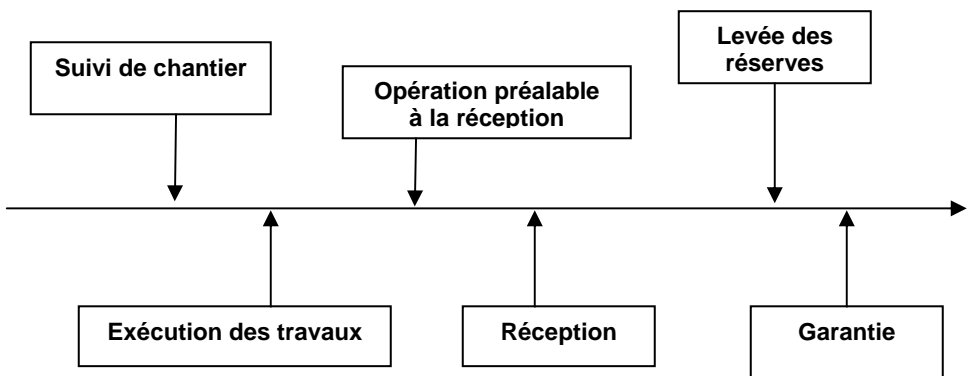 Suivi de chantier
Opération préalable
à la réception
Levée des
réserves
Exécution des travaux
Réception
Garantie